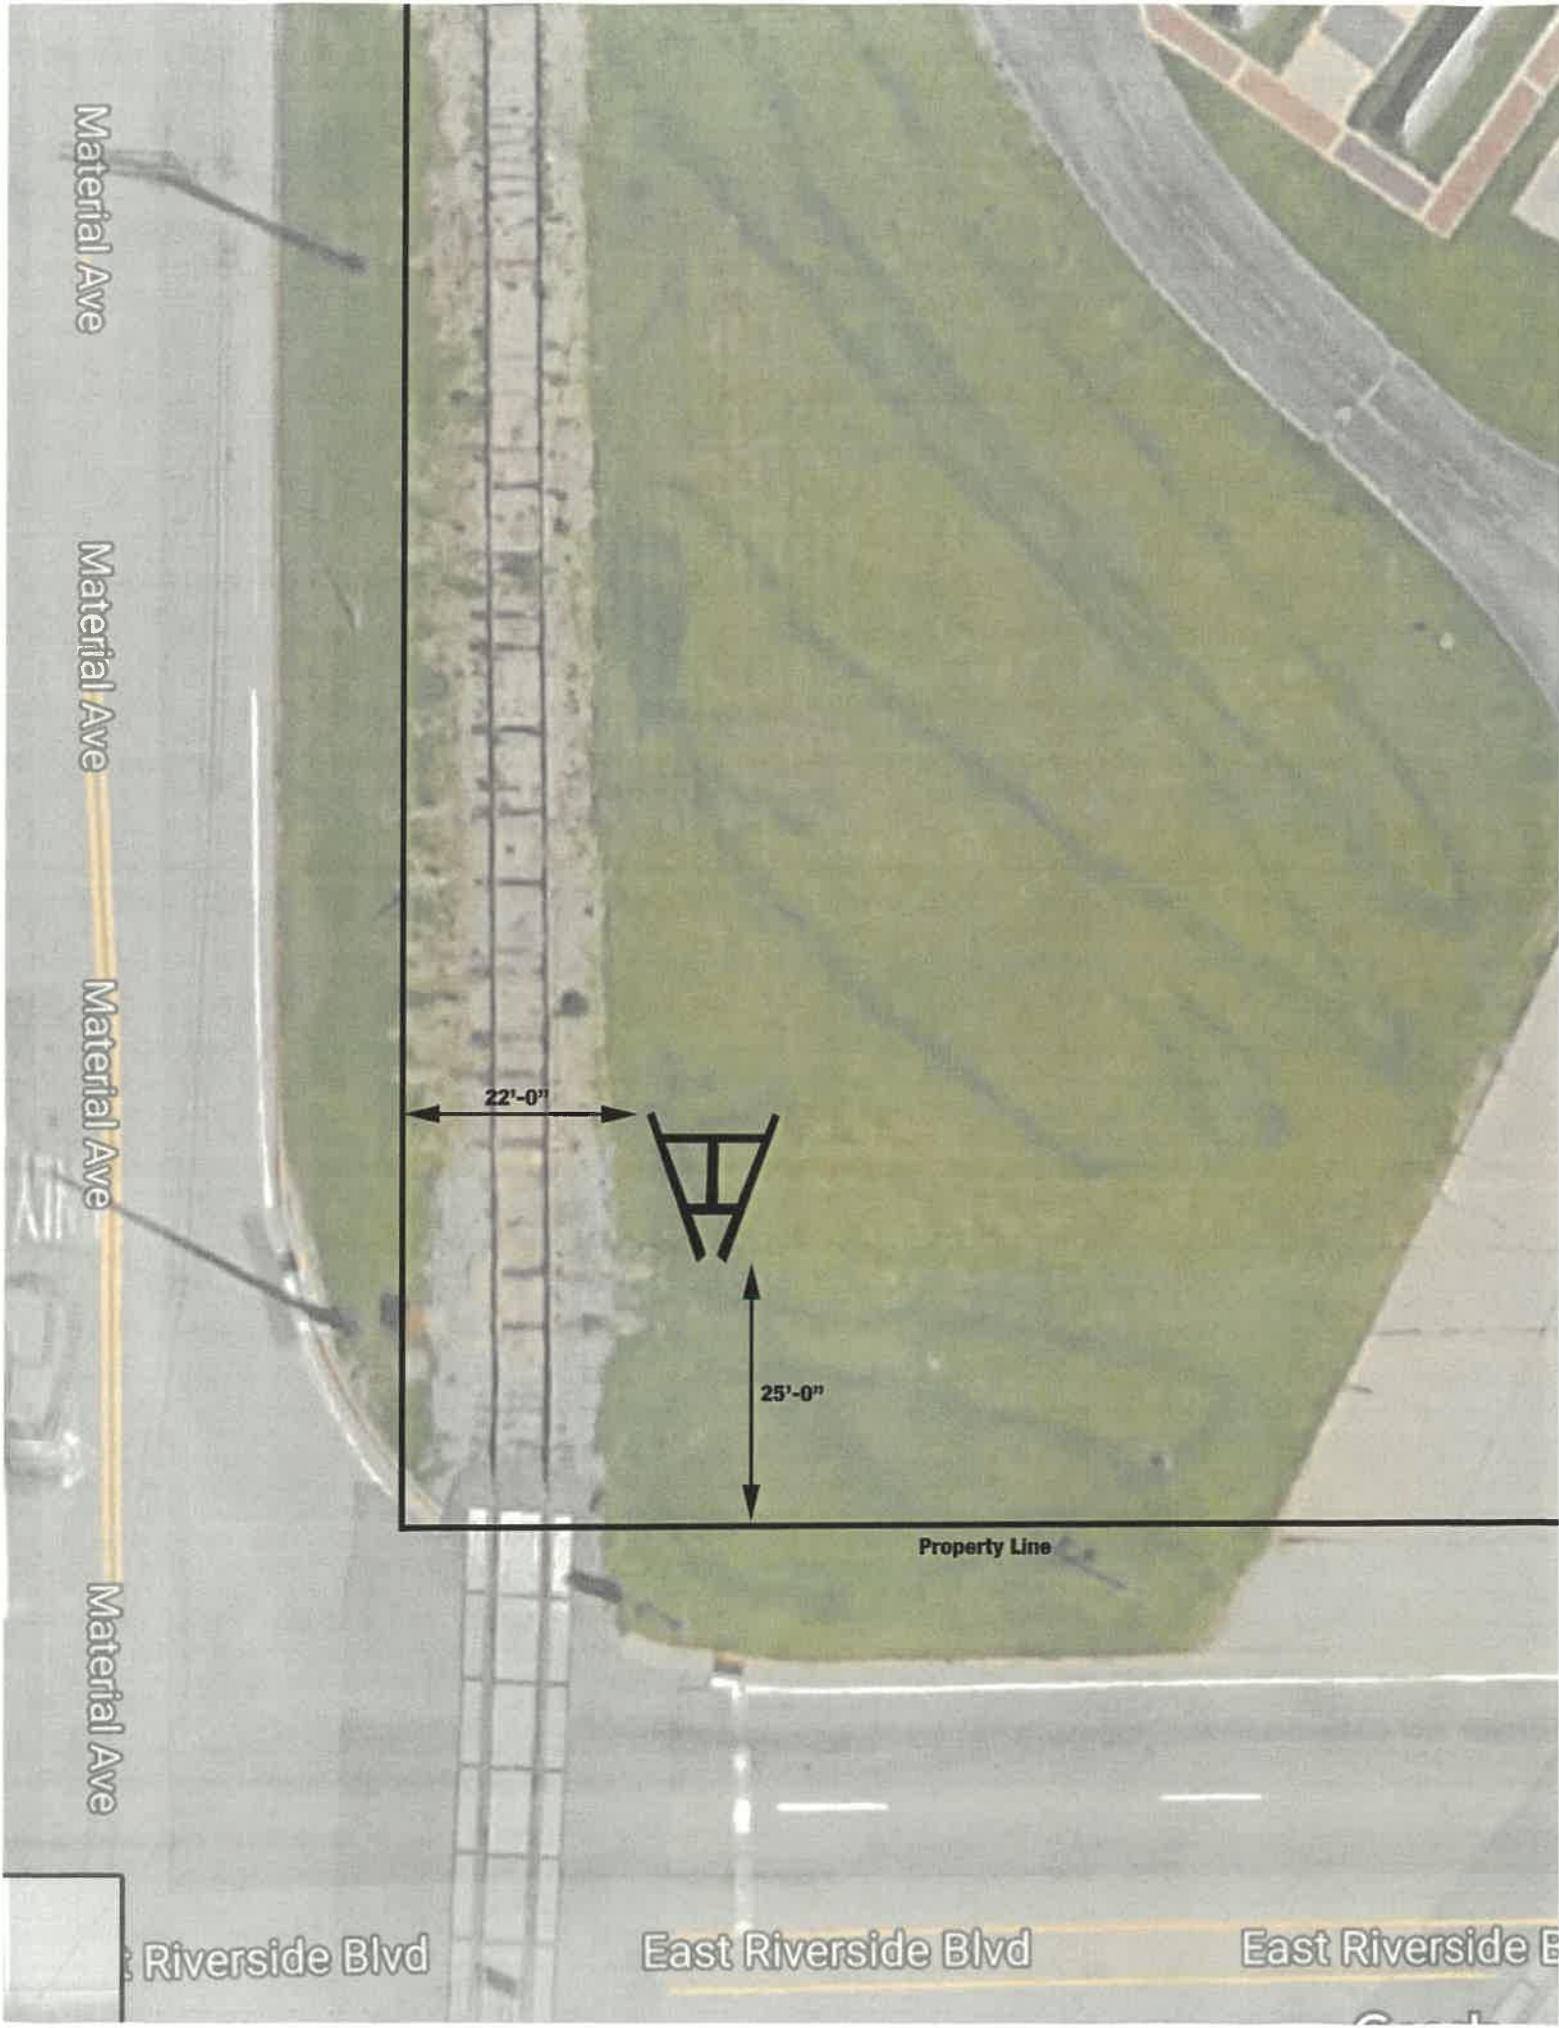 Material Ave
Material Ave
Material Ave
22'-0"
25'-0"
Property Line
Material Ave
t Riverside Blvd
East Riverside Blvd
East Riverside B